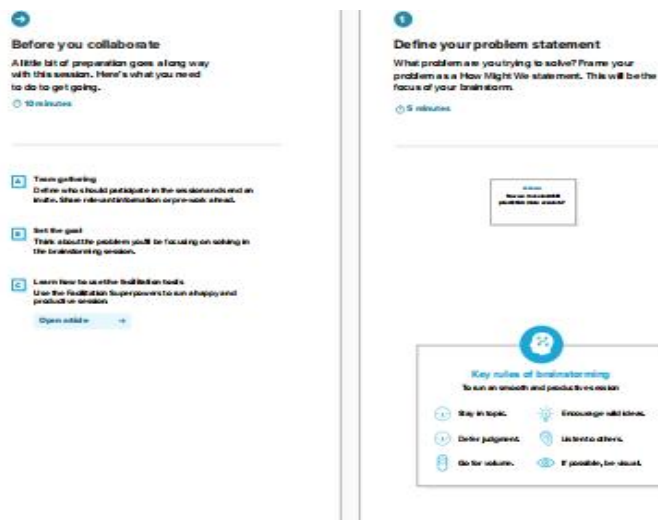 Before you collaborate
A little bit of preparation goes a long way
with this session. Here's what you need
to do to get going.
10 minutes
A
Team gathering
Define who should participate in the session and send an
invite. Share relevant information or pre-work ahead.
B
Set the goal
Think about the problem you'll be focusing on solving in
the brainstorming session.
C
Learn how to use the facilitation tools
Use the Facilitation Superpowers to run a happy and
productive session.
Open article
1
Define your problem statement
What problem are you trying to solve? Frame your
problem as a How Might We statement. This will be the
focus of your brainstorm.
5 minutes
Key rules of brainstorming
To run an smooth and productive session
Stay in topic.
Encourage wild ideas.
Defer judgment.
Listen to others.
Go for volume.
If possible, be visual.